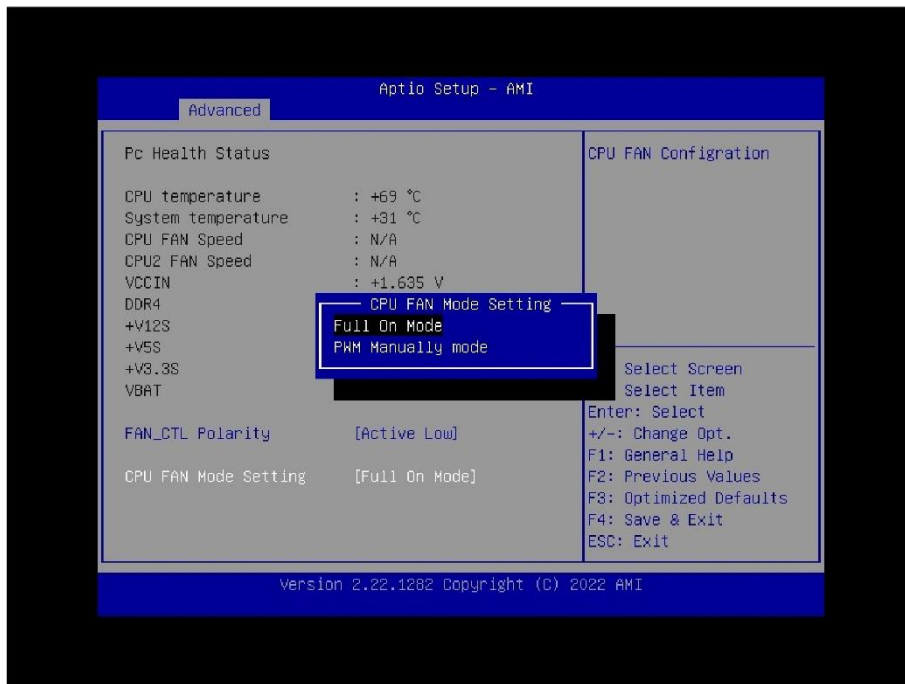 Aptio Setup - AMI
Advanced
Pc Health Status
CPU temperature : +69 °C
System temperature : +31 °C
CPU FAN Speed : N/A
CPU2 FAN Speed : N/A
VCCIN : +1.635 V
DDR4
+V12S
+V5S
+V3.3S
VBAT
FAN_CTL Polarity [Active Low]
CPU FAN Mode Setting [Full On Mode]
CPU FAN Mode Setting
Full On Mode
PWM Manually mode
CPU FAN Configration
Select Screen
Select Item
Enter: Select
+/-: Change Opt.
F1: General Help
F2: Previous Values
F3: Optimized Defaults
F4: Save & Exit
ESC: Exit
Version 2.22.1282 Copyright (C) 2022 AMI